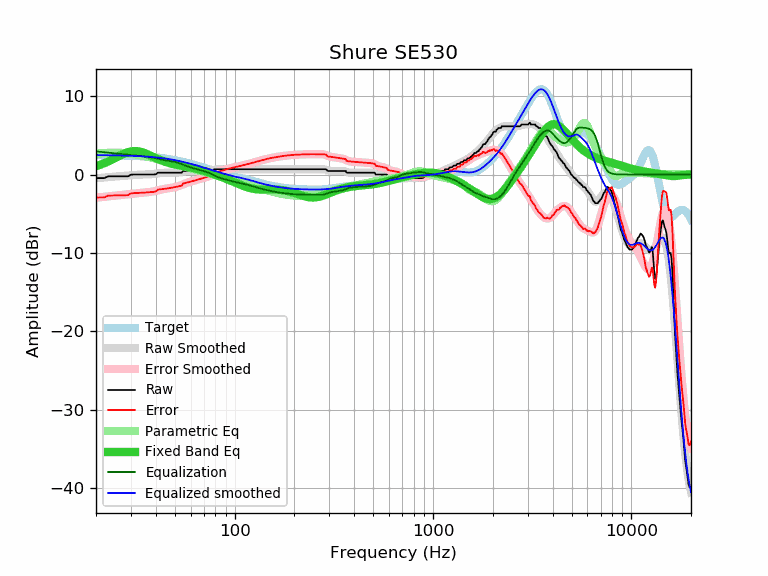 Shure SE530
10
0
−10
−20
−30
−40
Amplitude (dBr)
Target
Raw Smoothed
Error Smoothed
Raw
Error
Parametric Eq
Fixed Band Eq
Equalization
Equalized smoothed
100
1000
10000
Frequency (Hz)